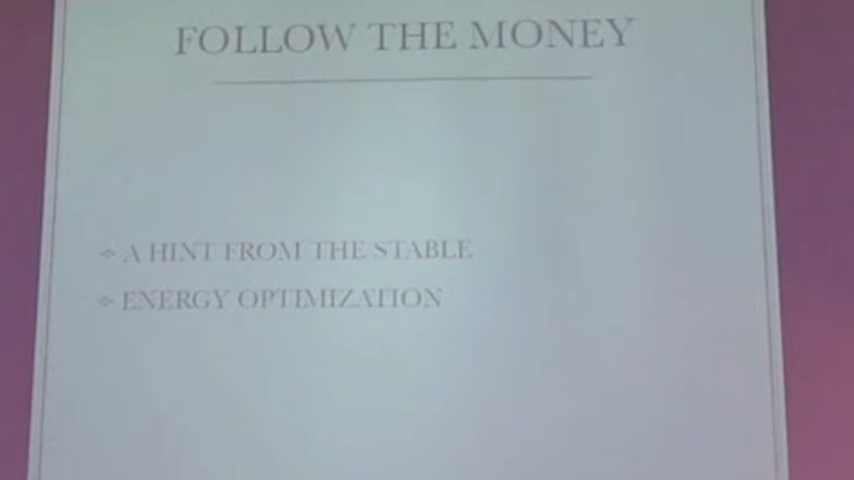 FOLLOW THE MONEY
A HINT FROM THE STABLE
ENERGY OPTIMIZATION